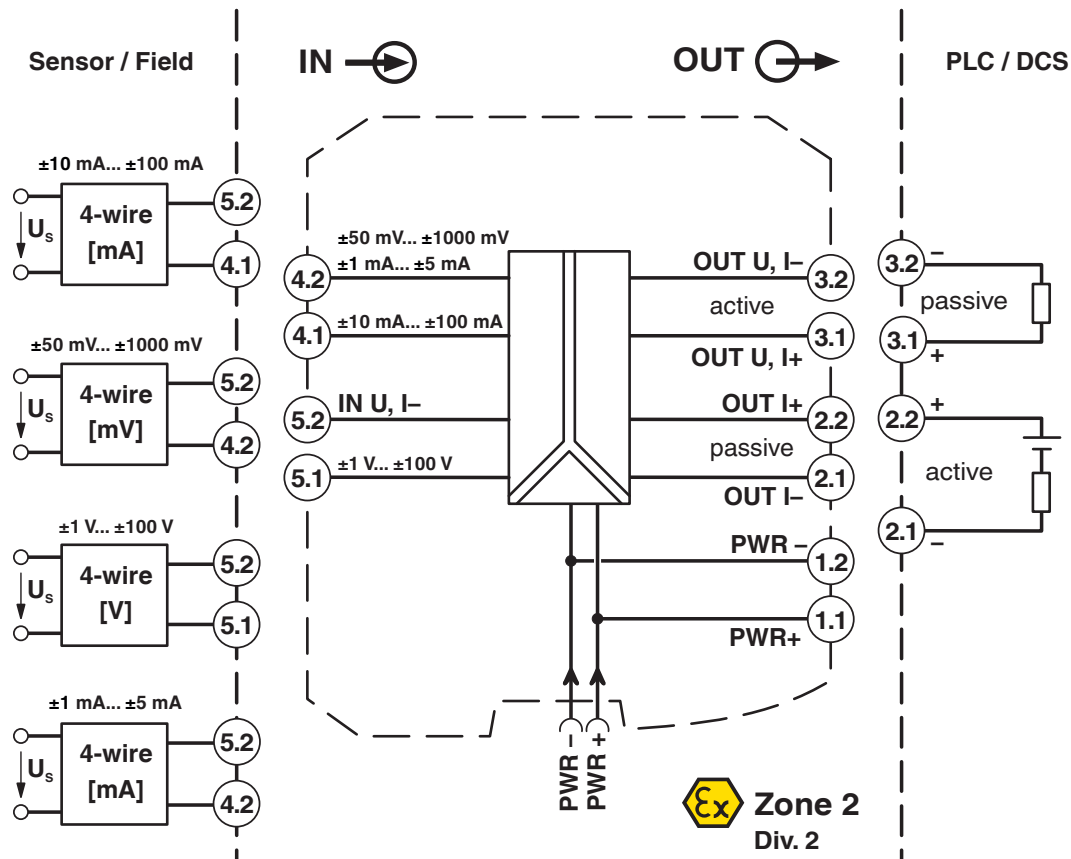 Sensor / Field
IN
OUT
PLC / DCS
±10 mA... ±100 mA
Us
4-wire
[mA]
5.2
4.1
±50 mV... ±1000 mV
Us
4-wire
[mV]
5.2
4.2
±1 V... ±100 V
Us
4-wire
[V]
5.2
5.1
±1 mA... ±5 mA
Us
4-wire
[mA]
5.2
4.2
±50 mV... ±1000 mV
4.2
±1 mA... ±5 mA
4.1
±10 mA... ±100 mA
5.2
IN U, I–
5.1
±1 V... ±100 V
OUT U, I–
3.2
active
3.1
OUT U, I+
OUT I+
2.2
passive
2.1
OUT I–
PWR –
1.2
1.1
PWR+
PWR –
PWR +
3.2
–
passive
3.1
+
2.2
+
active
2.1
–
Ex
Zone 2
Div. 2